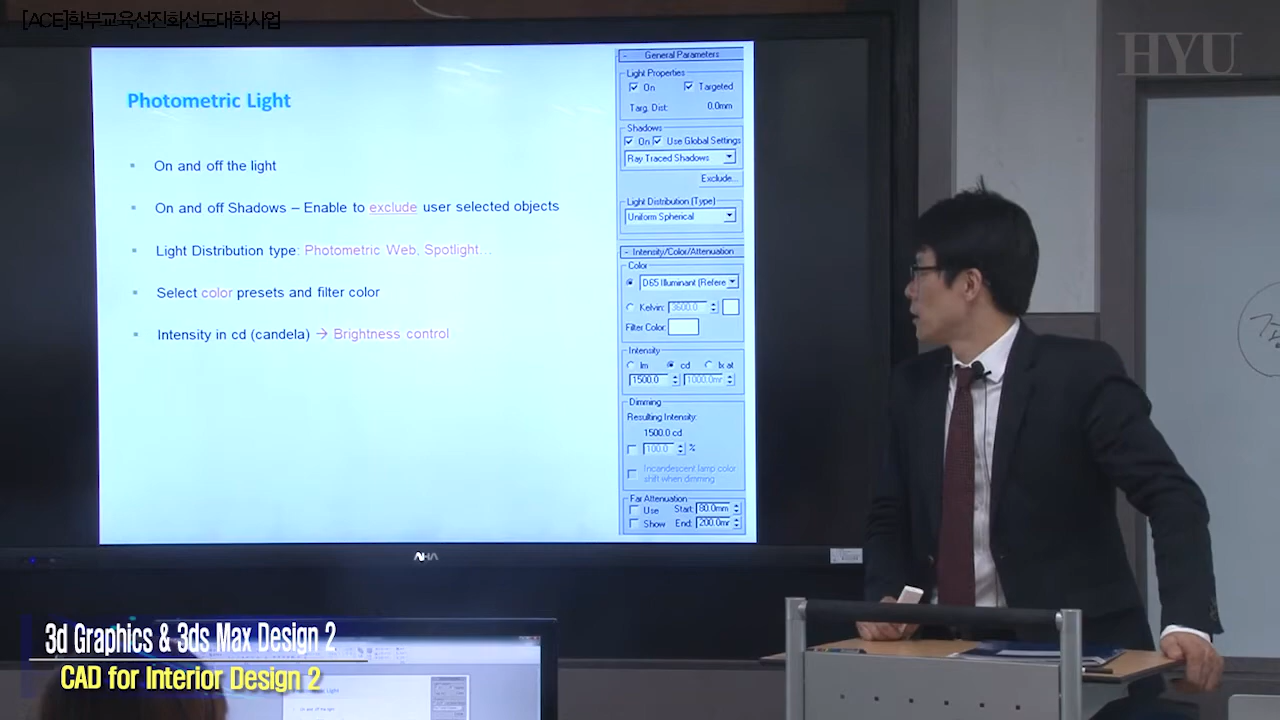 [ACE]학부교육선진화선도대학사업
HYU
Photometric Light
On and off the light
On and off Shadows – Enable to exclude user selected objects
Light Distribution type: Photometric Web, Spotlight...
Select color presets and filter color
Intensity in cd (candela) → Brightness control
- General Parameters
Light Properties
On Targeted
Targ. Dist: 0.0mm
Shadows
On Use Global Settings
Ray Traced Shadows
Exclude...
Light Distribution (Type)
Uniform Spherical
- Intensity/Color/Attenuation
Color
D65 Illuminant (Refere
Kelvin: 3600.0
Filter Color:
Intensity
lm cd lx at
1500.0 1000.0mr
Dimming
Resulting Intensity:
1500.0 cd
100.0 %
Incandescent lamp color
shift when dimming
Far Attenuation
Use Start: 80.0mm
Show End: 200.0mr
AHA
3d Graphics & 3ds Max Design 2
CAD for Interior Design 2